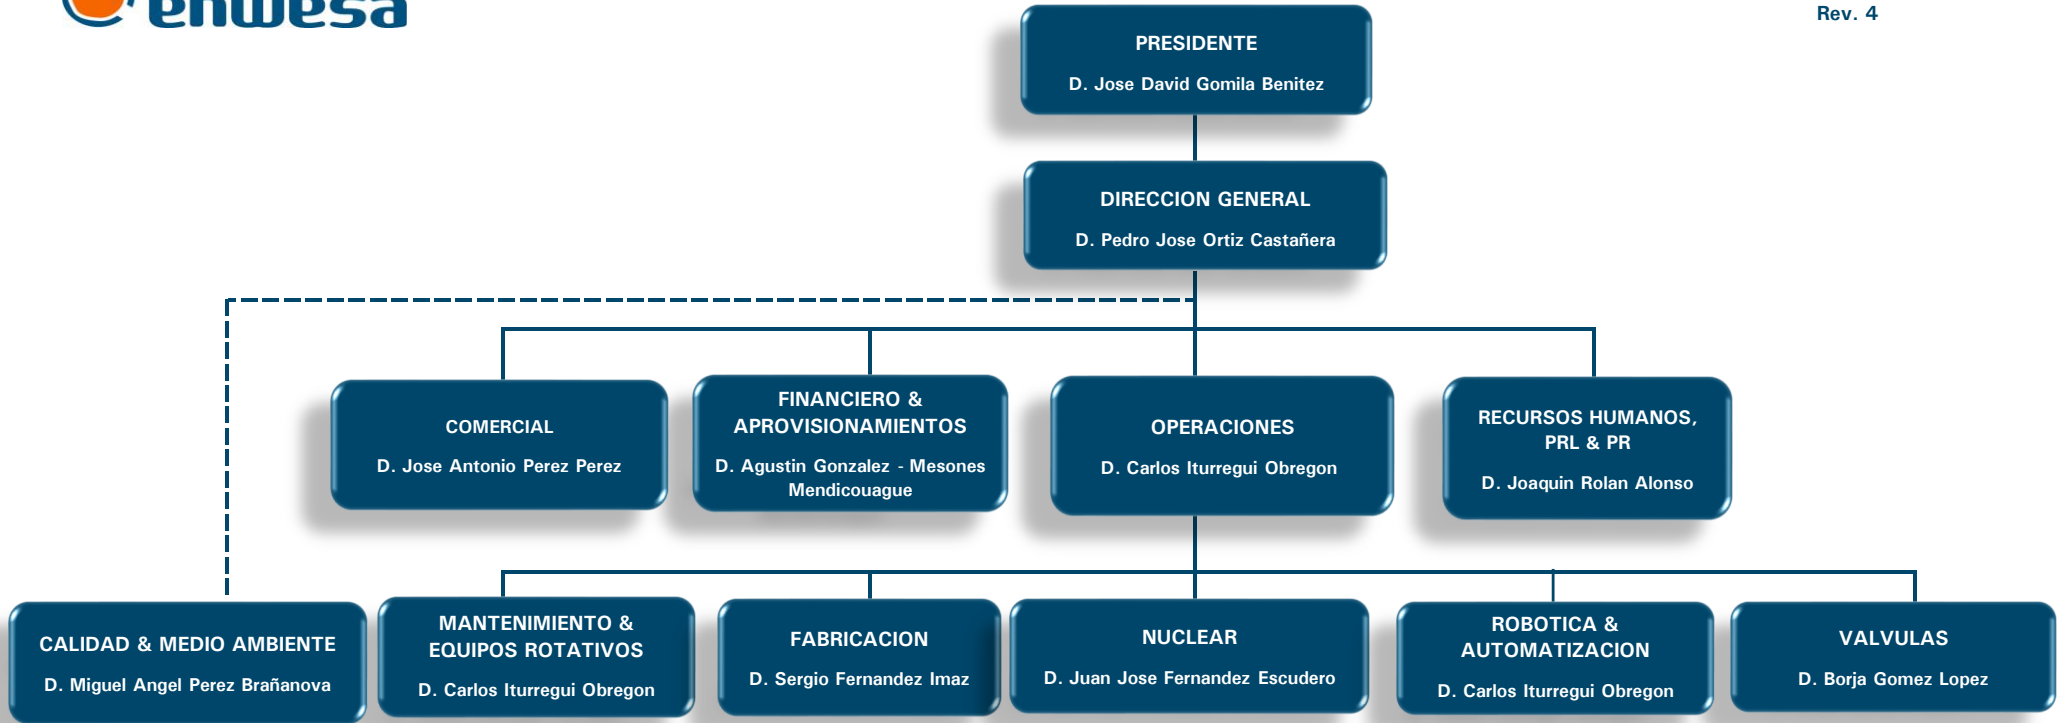 enwesa
Rev. 4
PRESIDENTE
D. Jose David Gomila Benitez
DIRECCION GENERAL
D. Pedro Jose Ortiz Castañera
COMERCIAL
D. Jose Antonio Perez Perez
FINANCIERO &
APROVISIONAMIENTOS
D. Agustin Gonzalez - Mesones
Mendicouague
OPERACIONES
D. Carlos Iturregui Obregon
RECURSOS HUMANOS,
PRL & PR
D. Joaquin Rolan Alonso
CALIDAD & MEDIO AMBIENTE
D. Miguel Angel Perez Brañanova
MANTENIMIENTO &
EQUIPOS ROTATIVOS
D. Carlos Iturregui Obregon
FABRICACION
D. Sergio Fernandez Imaz
NUCLEAR
D. Juan Jose Fernandez Escudero
ROBOTICA &
AUTOMATIZACION
D. Carlos Iturregui Obregon
VALVULAS
D. Borja Gomez Lopez